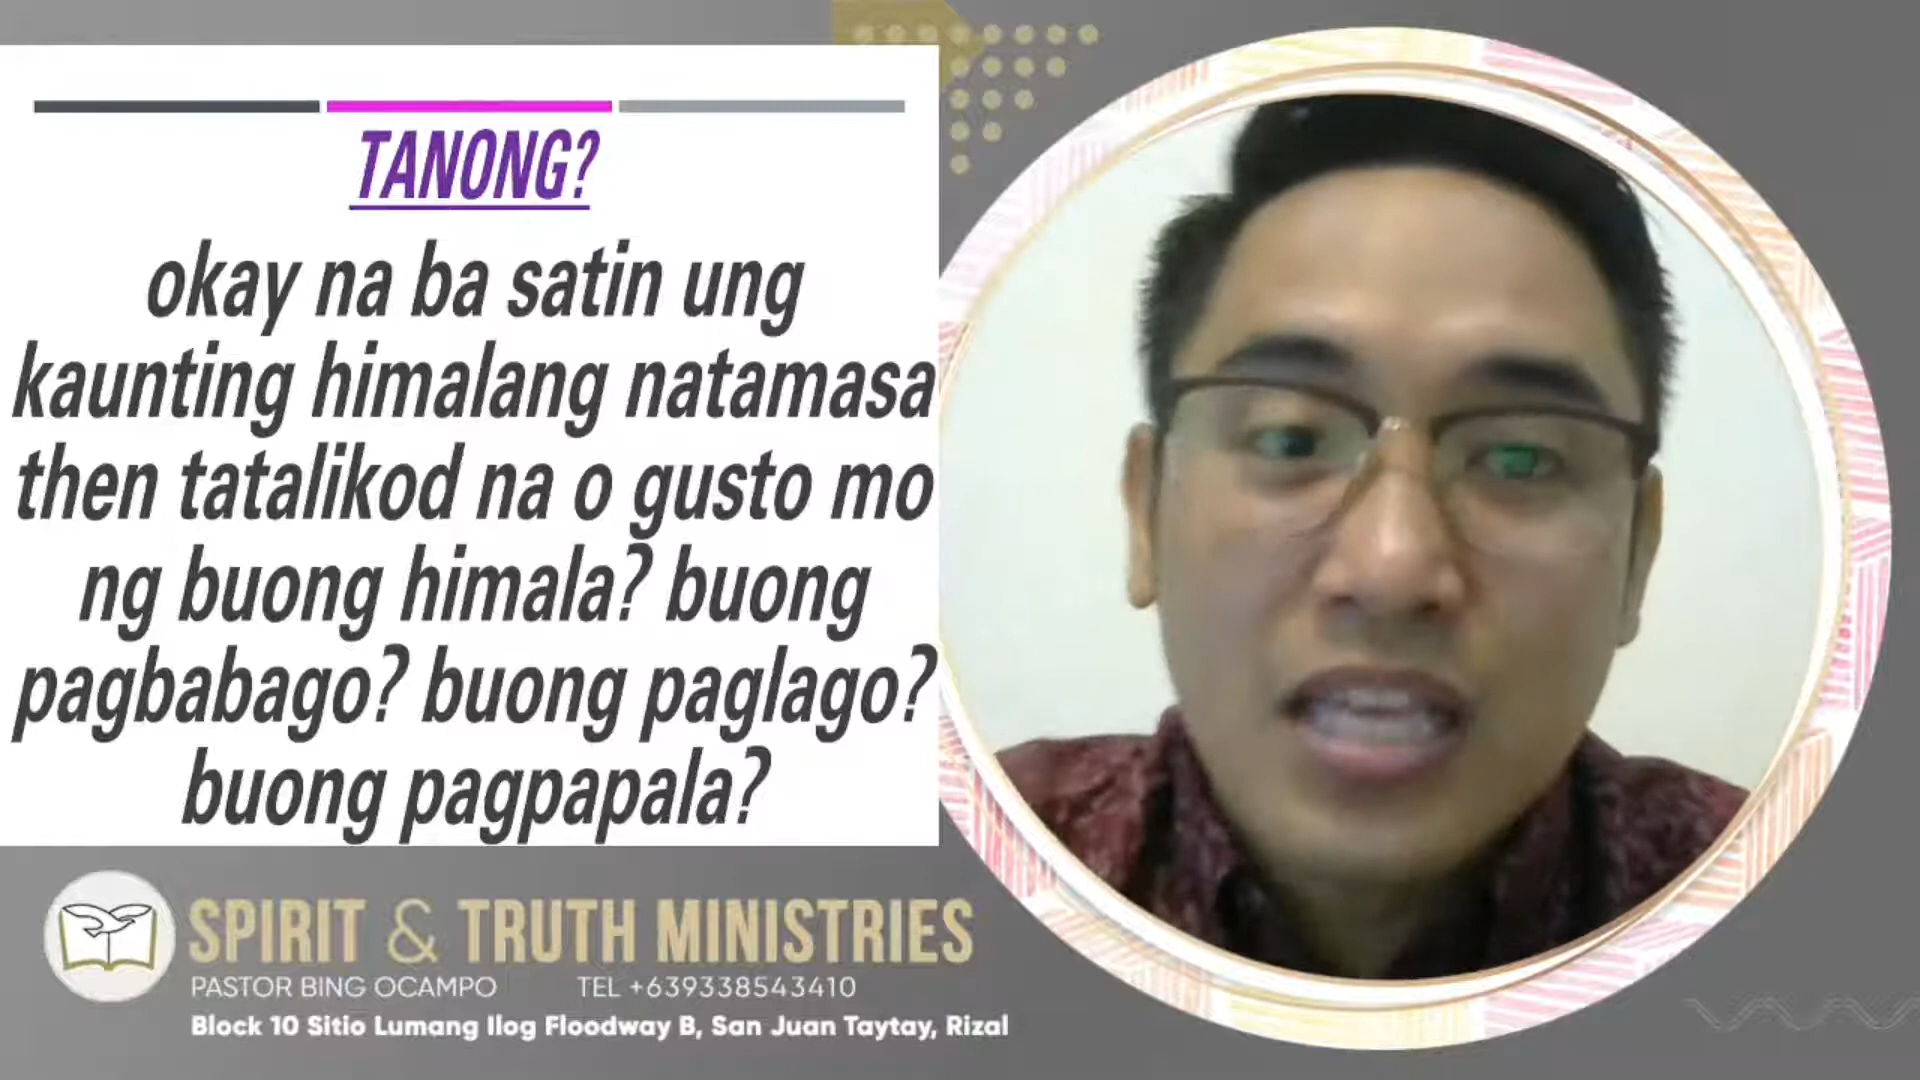 TANONG?
okay na ba satin ung
kaunting himalang natamasa
then tatalikod na o gusto mo
ng buong himala? buong
pagbabago? buong paglago?
buong pagpapala?
SPIRIT & TRUTH MINISTRIES
PASTOR BING OCAMPO TEL +639338543410
Block 10 Sitio Lumang Ilog Floodway B, San Juan Taytay, Rizal